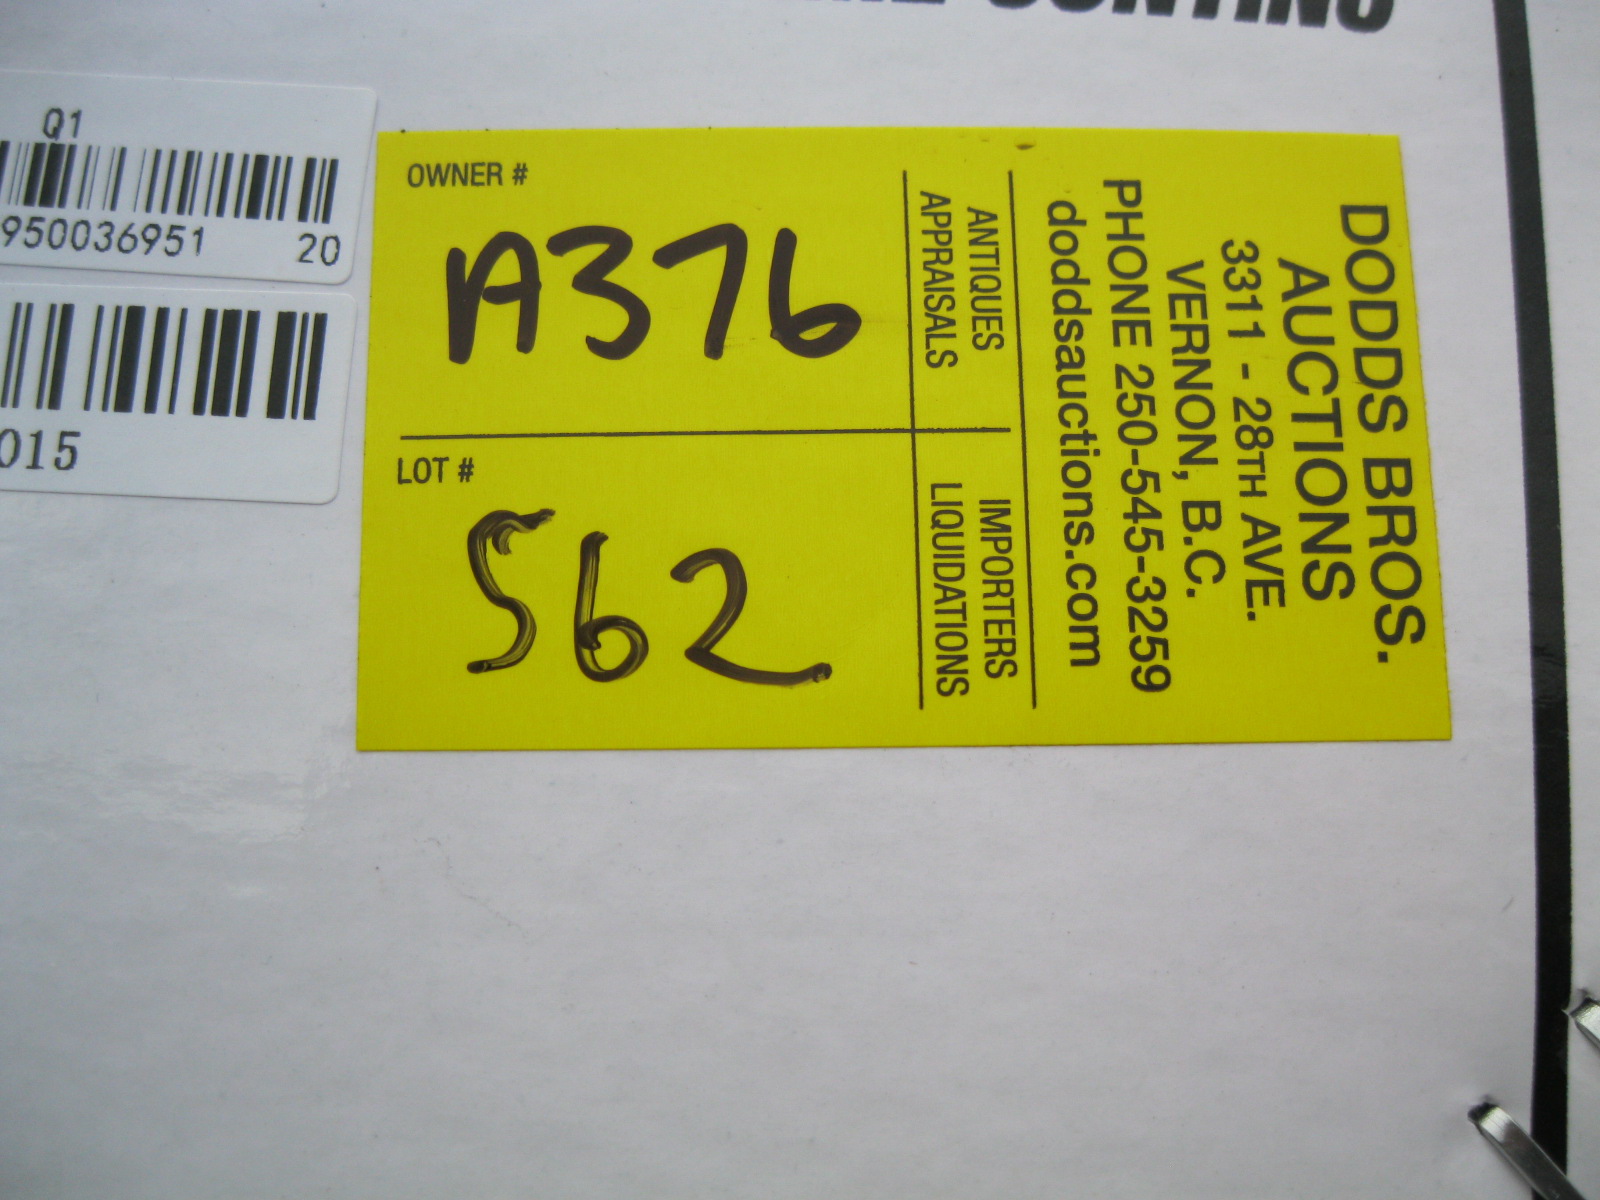 Q1
950036951 20
015
OWNER #
A376
LOT #
562
ANTIQUES
APPRAISALS
IMPORTERS
LIQUIDATIONS
DODDS BROS.
AUCTIONS
3311 - 28TH AVE.
VERNON, B.C.
PHONE 250-545-3259
doddsauctions.com